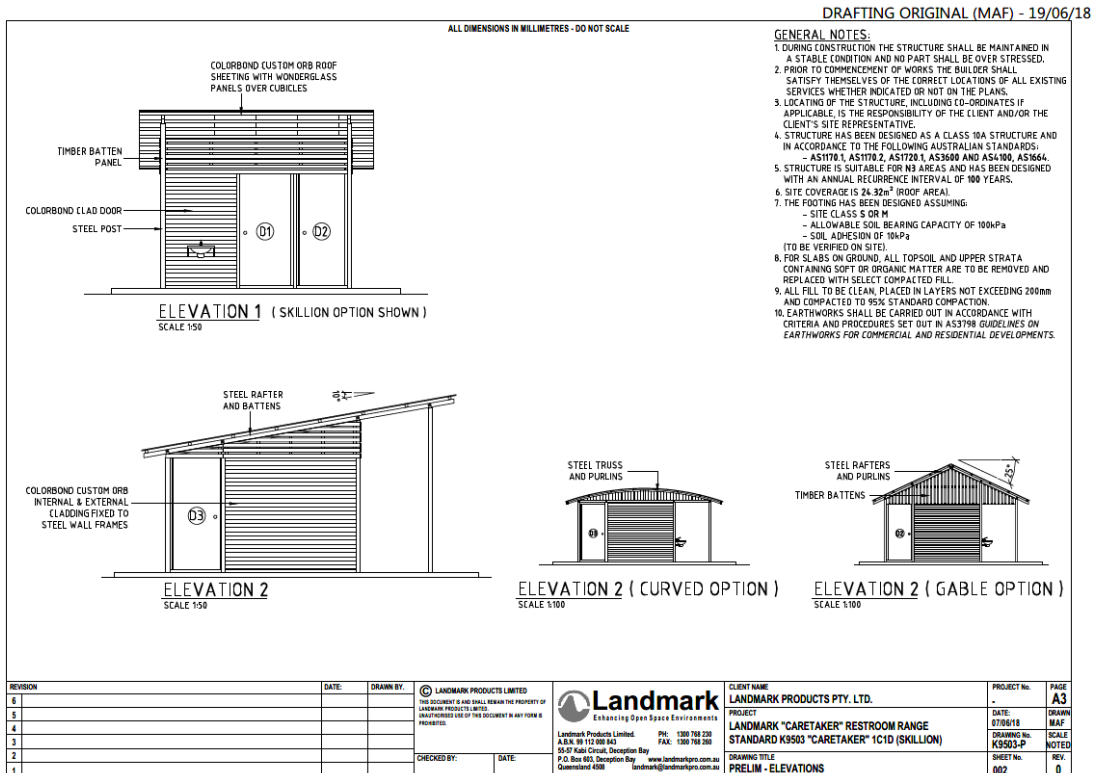 DRAFTING ORIGINAL (MAF) - 19/06/18
ALL DIMENSIONS IN MILLIMETRES - DO NOT SCALE
GENERAL NOTES:
1. DURING CONSTRUCTION THE STRUCTURE SHALL BE MAINTAINED IN
A STABLE CONDITION AND NO PART SHALL BE OVER STRESSED.
2. PRIOR TO COMMENCEMENT OF WORKS THE BUILDER SHALL
SATISFY THEMSELVES OF THE CORRECT LOCATIONS OF ALL EXISTING
SERVICES WHETHER INDICATED OR NOT ON THE PLANS.
3. LOCATING OF THE STRUCTURE, INCLUDING CO-ORDINATES IF
APPLICABLE, IS THE RESPONSIBILITY OF THE CLIENT AND/OR THE
CLIENT'S SITE REPRESENTATIVE.
4. STRUCTURE HAS BEEN DESIGNED AS A CLASS 10A STRUCTURE AND
IN ACCORDANCE TO THE FOLLOWING AUSTRALIAN STANDARDS:
- AS1170.1, AS1170.2, AS1720.1, AS3600 AND AS4100, AS1664.
5. STRUCTURE IS SUITABLE FOR N3 AREAS AND HAS BEEN DESIGNED
WITH AN ANNUAL RECURRENCE INTERVAL OF 100 YEARS.
6. SITE COVERAGE IS 24.32m² (ROOF AREA).
7. THE FOOTING HAS BEEN DESIGNED ASSUMING:
- SITE CLASS S OR M
- ALLOWABLE SOIL BEARING CAPACITY OF 100kPa
- SOIL ADHESION OF 10kPa
(TO BE VERIFIED ON SITE).
8. FOR SLABS ON GROUND, ALL TOPSOIL AND UPPER STRATA
CONTAINING SOFT OR ORGANIC MATTER ARE TO BE REMOVED AND
REPLACED WITH SELECT COMPACTED FILL.
9. ALL FILL TO BE CLEAN, PLACED IN LAYERS NOT EXCEEDING 200mm
AND COMPACTED TO 95% STANDARD COMPACTION.
10. EARTHWORKS SHALL BE CARRIED OUT IN ACCORDANCE WITH
CRITERIA AND PROCEDURES SET OUT IN AS3798 GUIDELINES ON
EARTHWORKS FOR COMMERCIAL AND RESIDENTIAL DEVELOPMENTS.
COLORBOND CUSTOM ORB ROOF
SHEETING WITH WONDERGLASS
PANELS OVER CUBICLES
TIMBER BATTEN
PANEL
COLORBOND CLAD DOOR
STEEL POST
D1
D2
ELEVATION 1 ( SKILLION OPTION SHOWN )
SCALE 1:50
STEEL RAFTER
AND BATTENS
10°
COLORBOND CUSTOM ORB
INTERNAL & EXTERNAL
CLADDING FIXED TO
STEEL WALL FRAMES
D3
ELEVATION 2
SCALE 1:50
STEEL TRUSS
AND PURLINS
ELEVATION 2 ( CURVED OPTION )
SCALE 1:100
STEEL RAFTERS
AND PURLINS
TIMBER BATTENS
25°
ELEVATION 2 ( GABLE OPTION )
SCALE 1:100
REVISION
DATE:
DRAWN BY.
6
5
4
3
2
1
© LANDMARK PRODUCTS LIMITED
THIS DOCUMENT IS AND SHALL REMAIN THE PROPERTY OF
LANDMARK PRODUCTS LIMITED.
UNAUTHORISED USE OF THIS DOCUMENT IN ANY FORM IS
PROHIBITED.
CHECKED BY:
DATE:
Landmark
Enhancing Open Space Environments
Landmark Products Limited. PH: 1300 768 230
A.B.N. 99 112 000 843 FAX: 1300 768 260
55-57 Kabi Circuit, Deception Bay
P.O. Box 603, Deception Bay www.landmarkpro.com.au
Queensland 4508 landmark@landmarkpro.com.au
CLIENT NAME
LANDMARK PRODUCTS PTY. LTD.
PROJECT
LANDMARK "CARETAKER" RESTROOM RANGE
STANDARD K9503 "CARETAKER" 1C1D (SKILLION)
DRAWING TITLE
PRELIM - ELEVATIONS
PROJECT No.
-
PAGE
A3
DATE:
07/06/18
DRAWN
MAF
DRAWING No.
K9503-P
SCALE
NOTED
SHEET No.
002
REV.
0